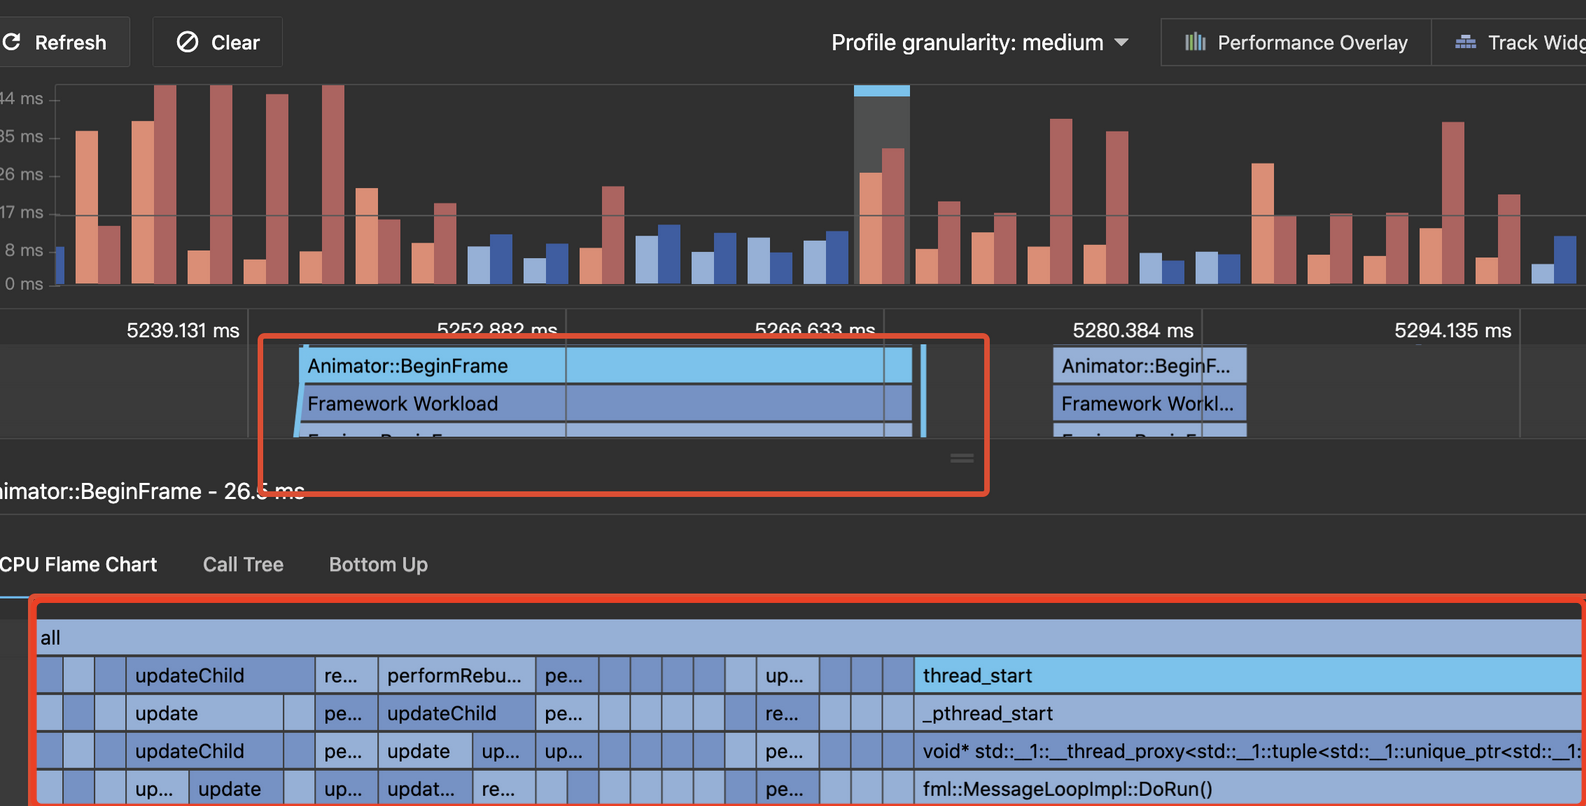 Refresh Clear Profile granularity: medium Performance Overlay Track Widg
44 ms
35 ms
26 ms
17 ms
8 ms
0 ms
5239.131 ms 5252.882 ms 5266.633 ms 5280.384 ms 5294.135 ms
Animator::BeginFrame Animator::BeginF...
Framework Workload Framework Workl...
nimator::BeginFrame - 26.5 ms
CPU Flame Chart Call Tree Bottom Up
all
updateChild re... performRebu... pe... up... thread_start
update pe... updateChild pe... re... _pthread_start
updateChild pe... update up... up... pe... void* std::__1::__thread_proxy<std::__1::tuple<std::__1::unique_ptr<std::__1:
up... update up... updat... re... pe... fml::MessageLoopImpl::DoRun()